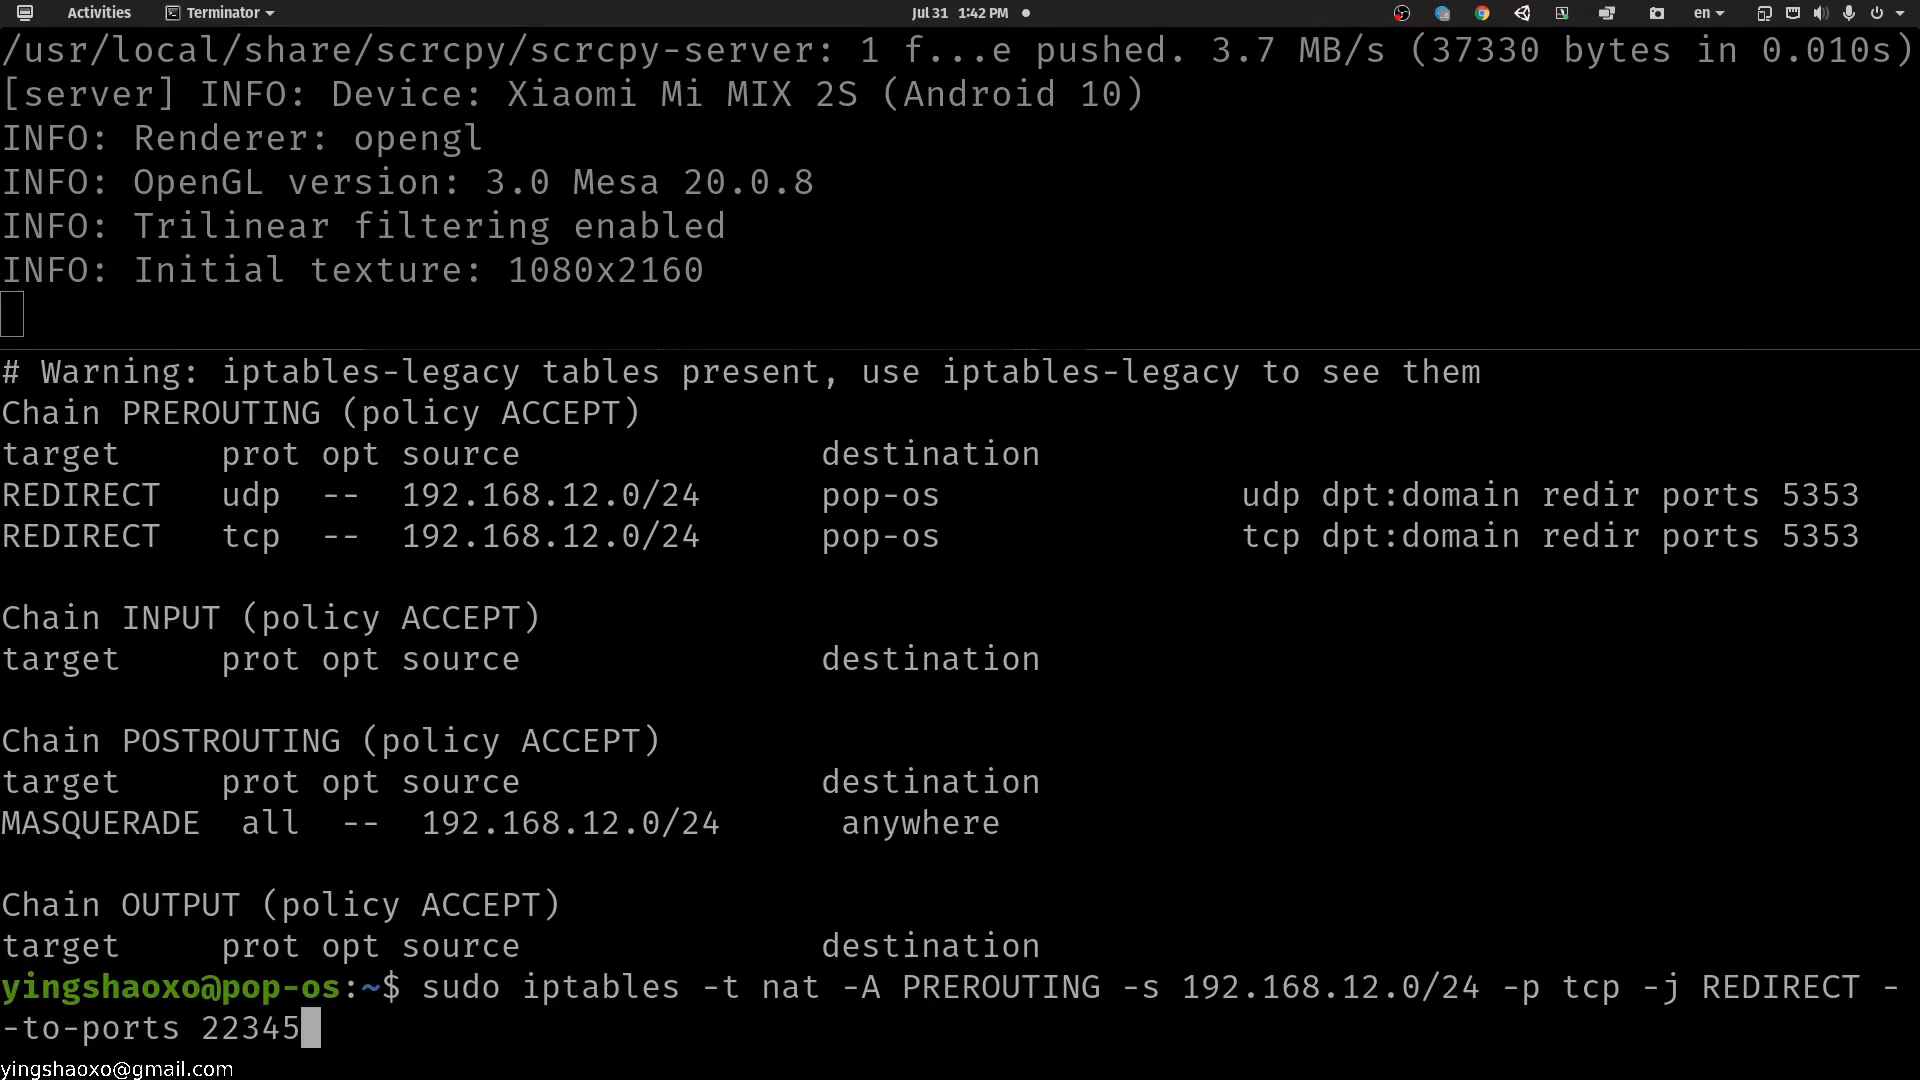 Activities Terminator Jul 31 1:42 PM en
/usr/local/share/scrcpy/scrcpy-server: 1 f...e pushed. 3.7 MB/s (37330 bytes in 0.010s)
[server] INFO: Device: Xiaomi Mi MIX 2S (Android 10)
INFO: Renderer: opengl
INFO: OpenGL version: 3.0 Mesa 20.0.8
INFO: Trilinear filtering enabled
INFO: Initial texture: 1080x2160
# Warning: iptables-legacy tables present, use iptables-legacy to see them
Chain PREROUTING (policy ACCEPT)
target     prot opt source               destination
REDIRECT   udp  --  192.168.12.0/24      pop-os               udp dpt:domain redir ports 5353
REDIRECT   tcp  --  192.168.12.0/24      pop-os               tcp dpt:domain redir ports 5353
Chain INPUT (policy ACCEPT)
target     prot opt source               destination
Chain POSTROUTING (policy ACCEPT)
target     prot opt source               destination
MASQUERADE  all  --  192.168.12.0/24      anywhere
Chain OUTPUT (policy ACCEPT)
target     prot opt source               destination
yingshaoxo@pop-os:~$ sudo iptables -t nat -A PREROUTING -s 192.168.12.0/24 -p tcp -j REDIRECT -
-to-ports 22345
yingshaoxo@gmail.com